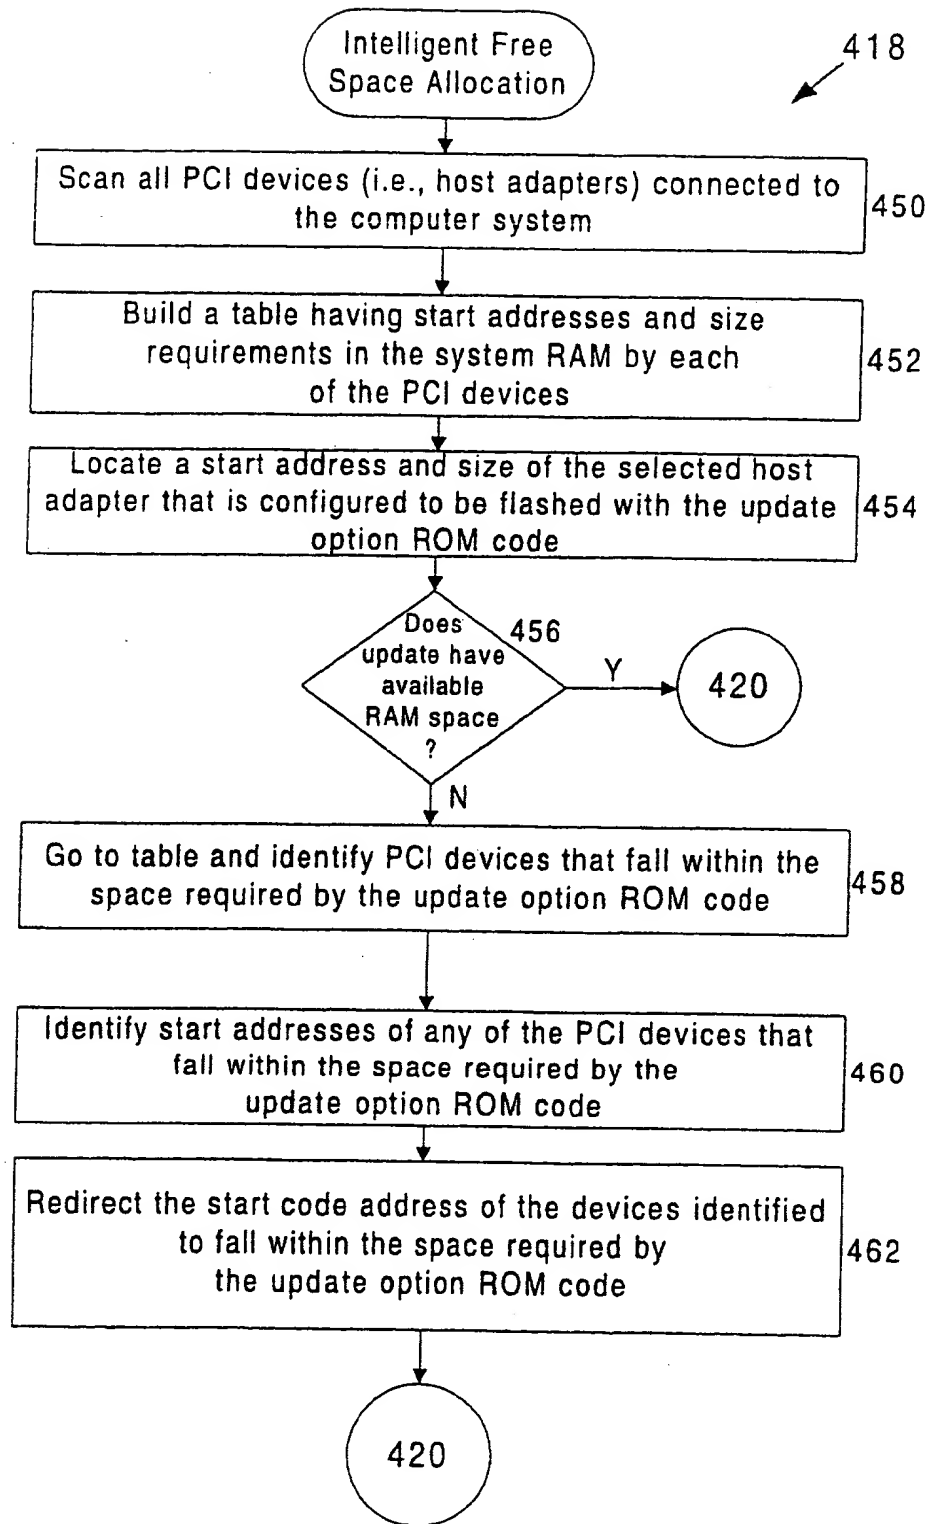 Intelligent Free
Space Allocation
418
Scan all PCI devices (i.e., host adapters) connected to
the computer system
450
Build a table having start addresses and size
requirements in the system RAM by each
of the PCI devices
452
Locate a start address and size of the selected host
adapter that is configured to be flashed with the update
option ROM code
454
Does
update have
available
RAM space
?
456
Y
420
N
Go to table and identify PCI devices that fall within the
space required by the update option ROM code
458
Identify start addresses of any of the PCI devices that
fall within the space required by the
update option ROM code
460
Redirect the start code address of the devices identified
to fall within the space required by
the update option ROM code
462
420